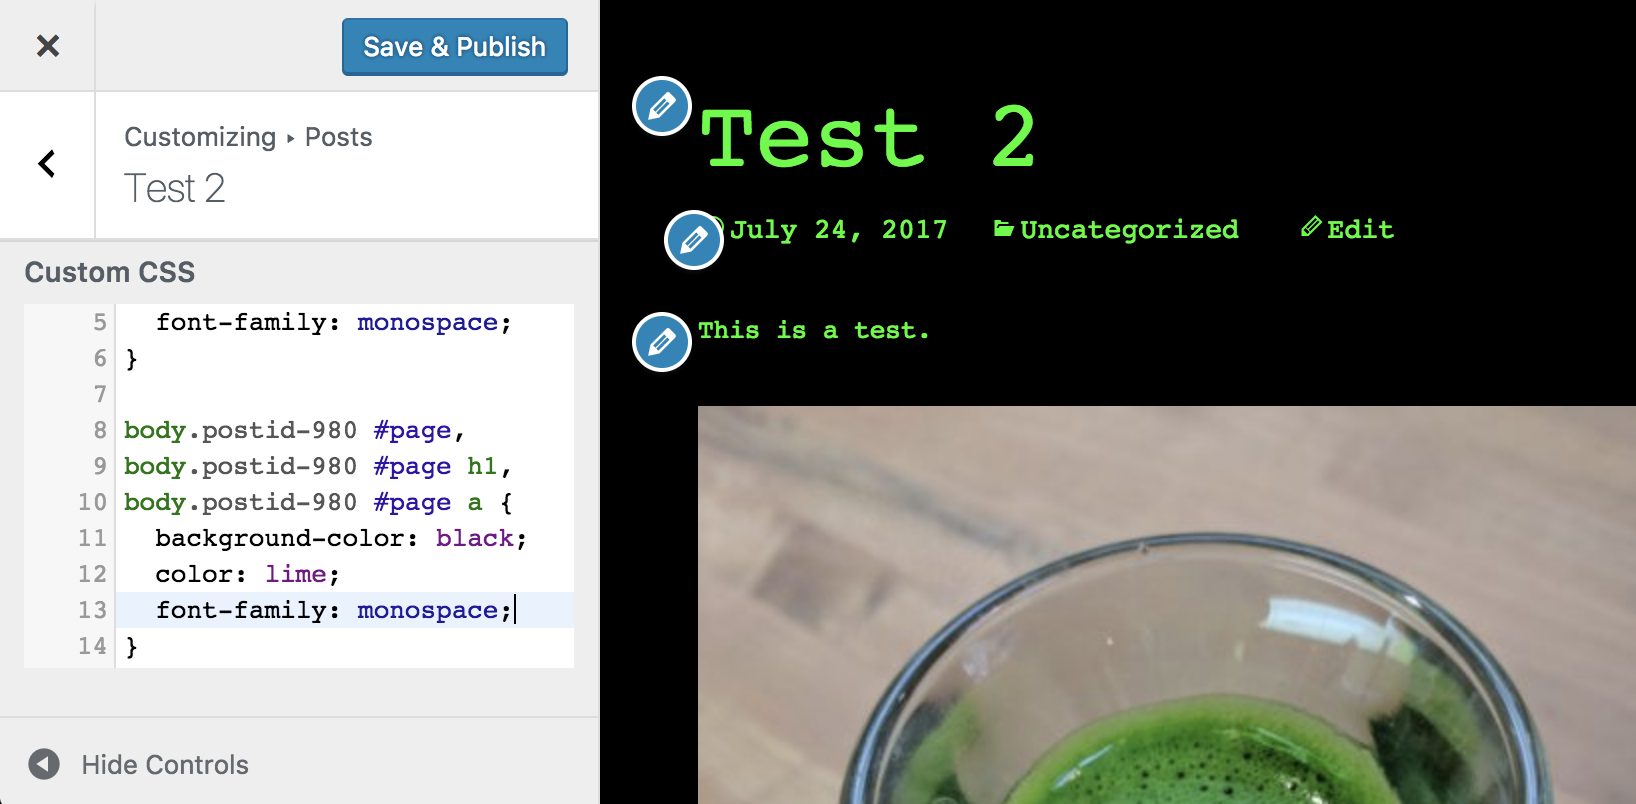 Save & Publish
Customizing ▸ Posts
Test 2
Custom CSS
5   font-family: monospace;
6 }
7
8 body.postid-980 #page,
9 body.postid-980 #page h1,
10 body.postid-980 #page a {
11   background-color: black;
12   color: lime;
13   font-family: monospace;
14 }
Hide Controls
Test 2
July 24, 2017 Uncategorized Edit
This is a test.